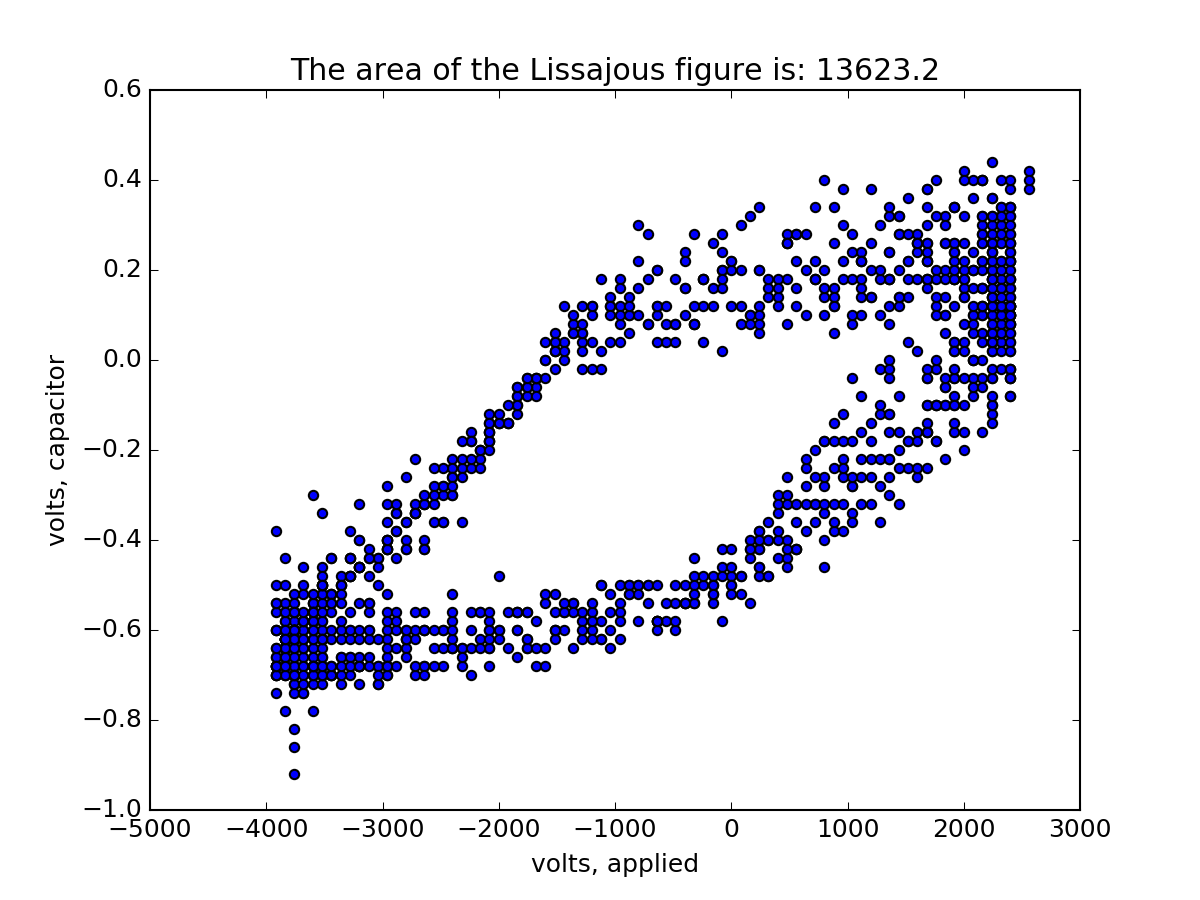 The area of the Lissajous figure is: 13623.2
0.6
0.4
0.2
0.0
−0.2
−0.4
−0.6
−0.8
−1.0
volts, capacitor
−5000 −4000 −3000 −2000 −1000 0 1000 2000 3000
volts, applied